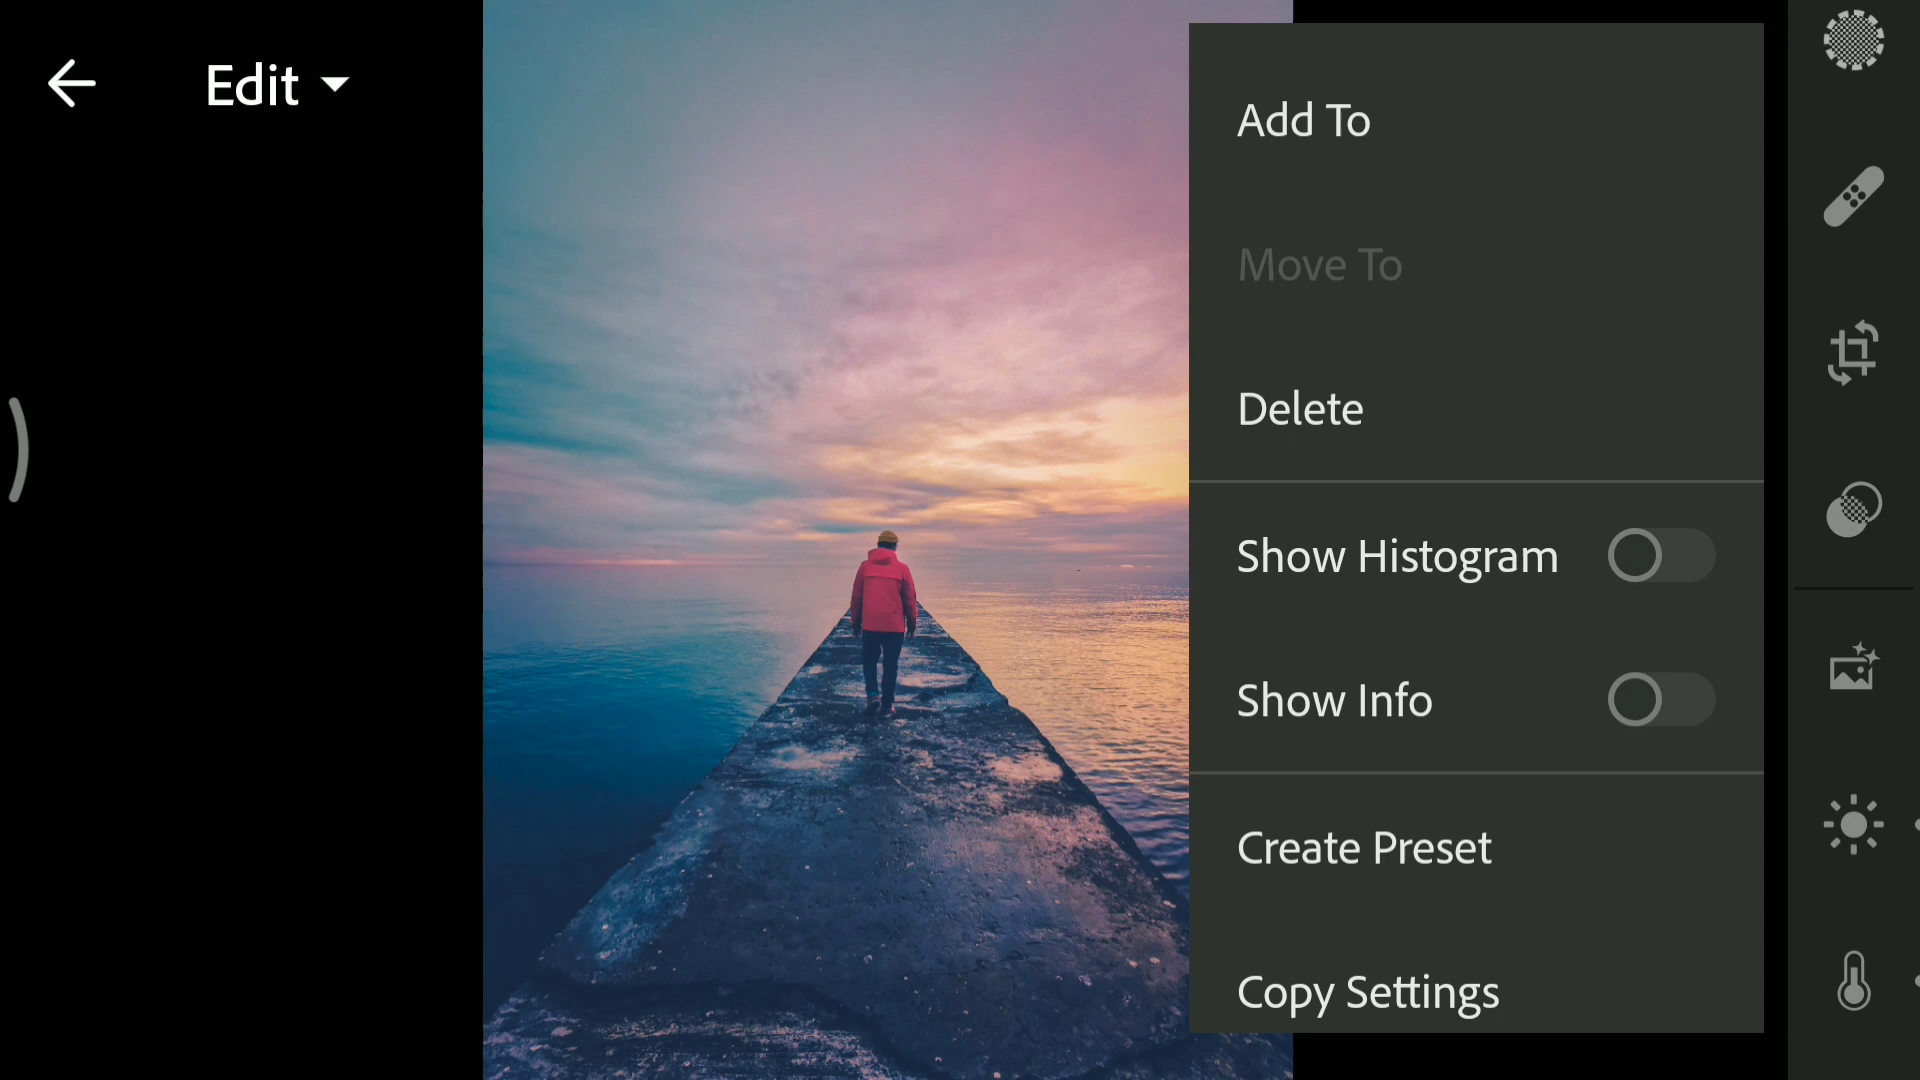 Edit
Add To
Move To
Delete
Show Histogram
Show Info
Create Preset
Copy Settings